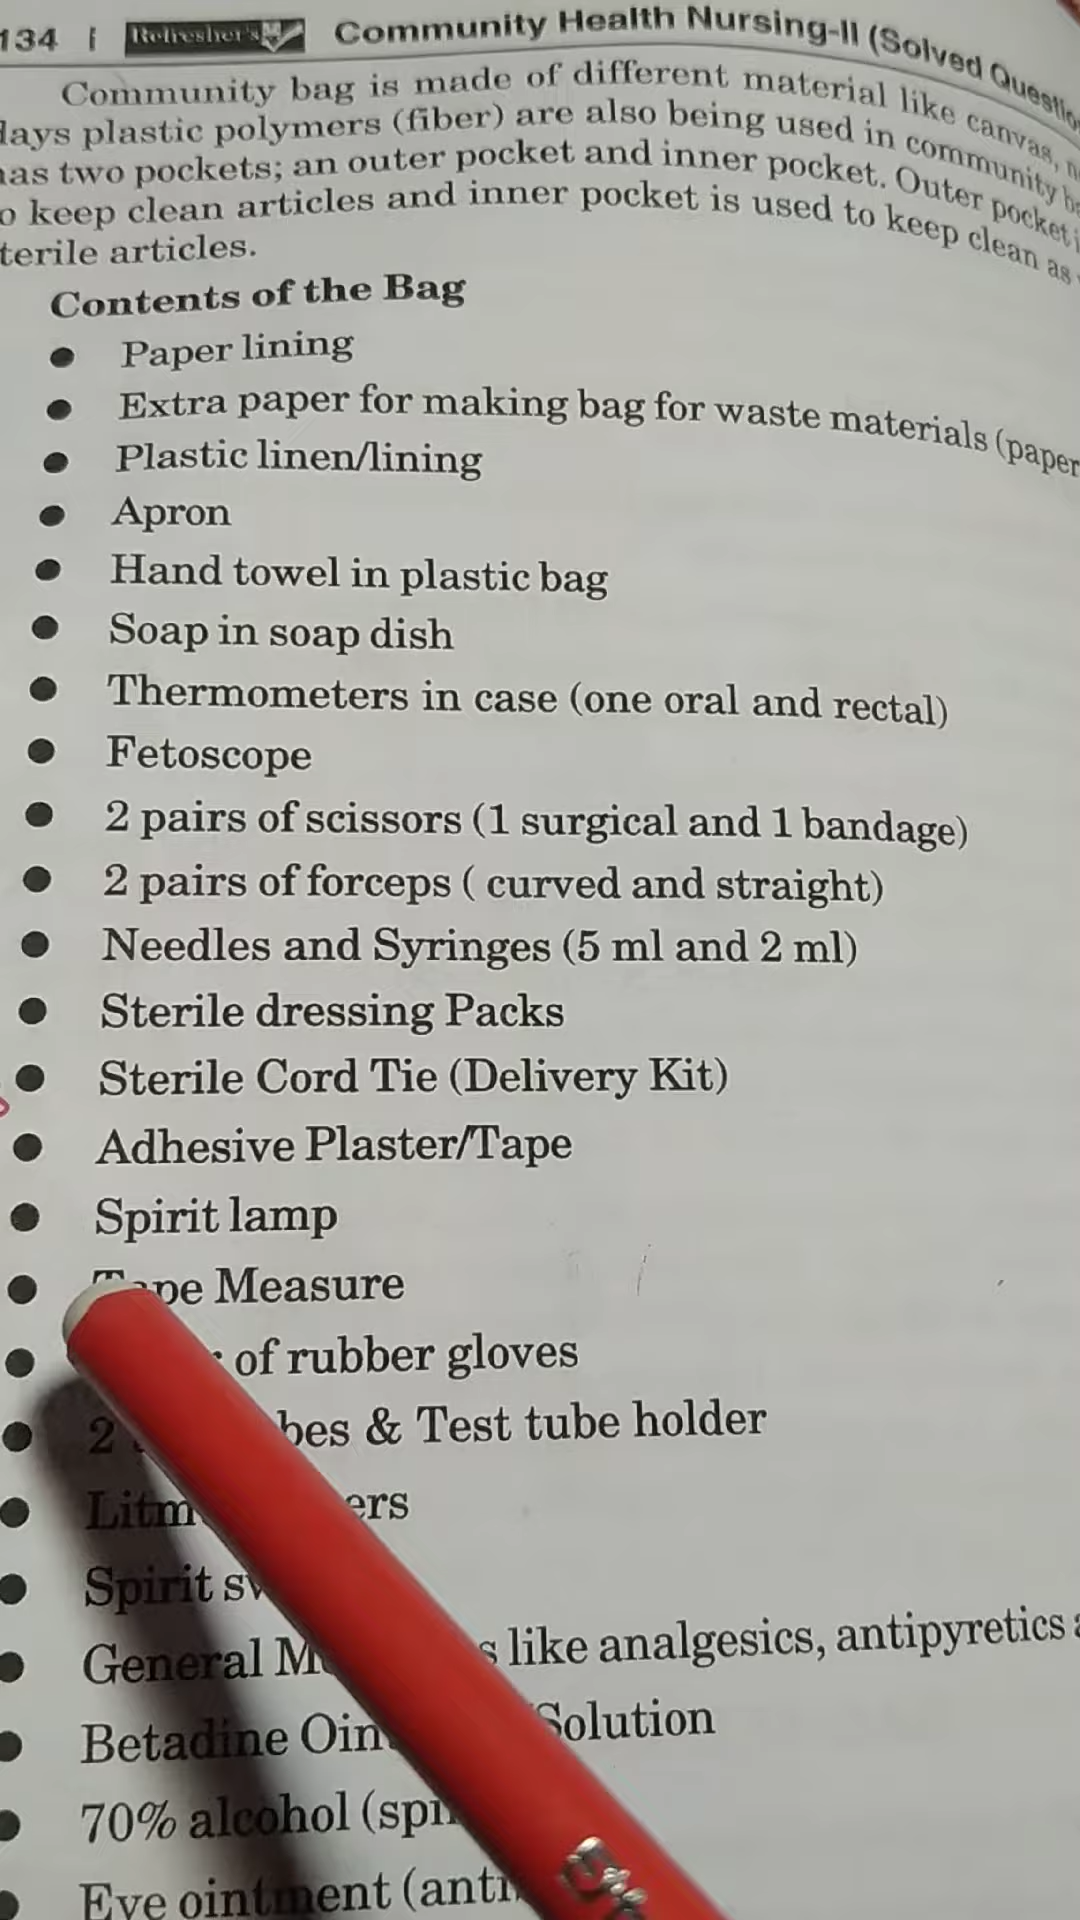 134 | Refresher's Community Health Nursing-II (Solved
Community bag is made of different material like canvas,
plastic polymers (fiber) are also being used in community
two pockets; an outer pocket and inner pocket. Outer pocket
keep clean articles and inner pocket is used to keep clean as
articles.
Contents of the Bag
● Paper lining
● Extra paper for making bag for waste materials (paper
● Plastic linen/lining
● Apron
● Hand towel in plastic bag
● Soap in soap dish
● Thermometers in case (one oral and rectal)
● Fetoscope
● 2 pairs of scissors (1 surgical and 1 bandage)
● 2 pairs of forceps ( curved and straight)
● Needles and Syringes (5 ml and 2 ml)
● Sterile dressing Packs
● Sterile Cord Tie (Delivery Kit)
● Adhesive Plaster/Tape
● Spirit lamp
● Tape Measure
● of rubber gloves
● 2 & Test tube holder
●
● Spirit
● General like analgesics, antipyretics
● Betadine Solution
● 70% alcohol
● Eye ointment